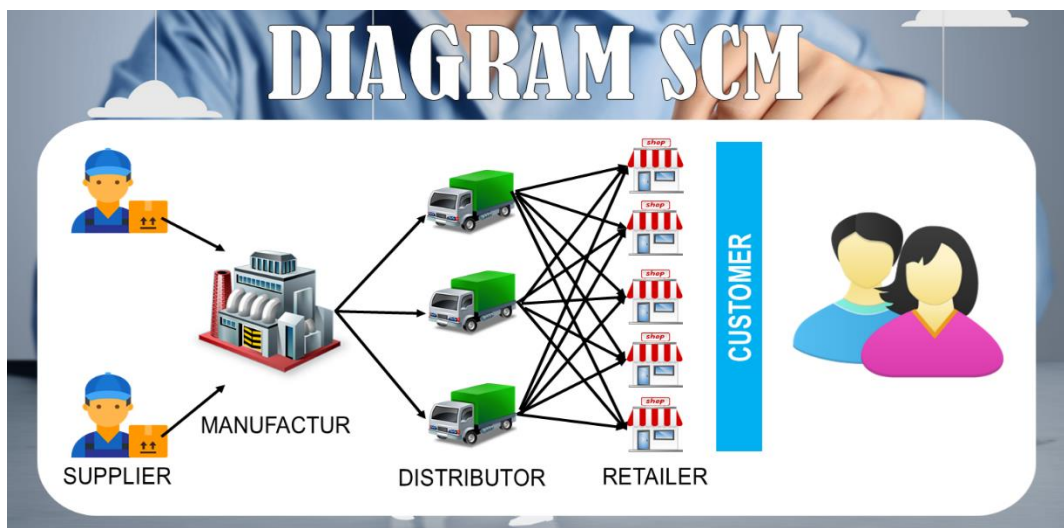 DIAGRAM SCM
shop
shop
shop
shop
shop
CUSTOMER
MANUFACTUR
SUPPLIER
DISTRIBUTOR
RETAILER